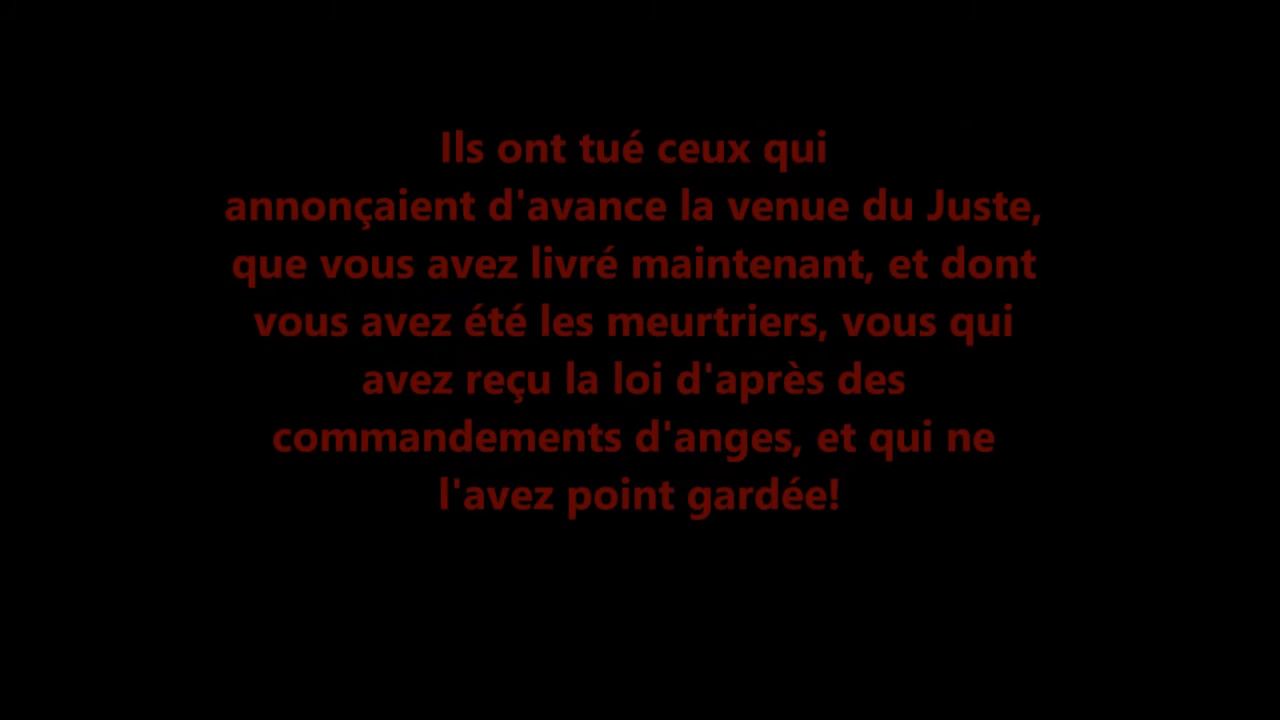 Ils ont tué ceux qui
annonçaient d'avance la venue du Juste,
que vous avez livré maintenant, et dont
vous avez été les meurtriers, vous qui
avez reçu la loi d'après des
commandements d'anges, et qui ne
l'avez point gardée!